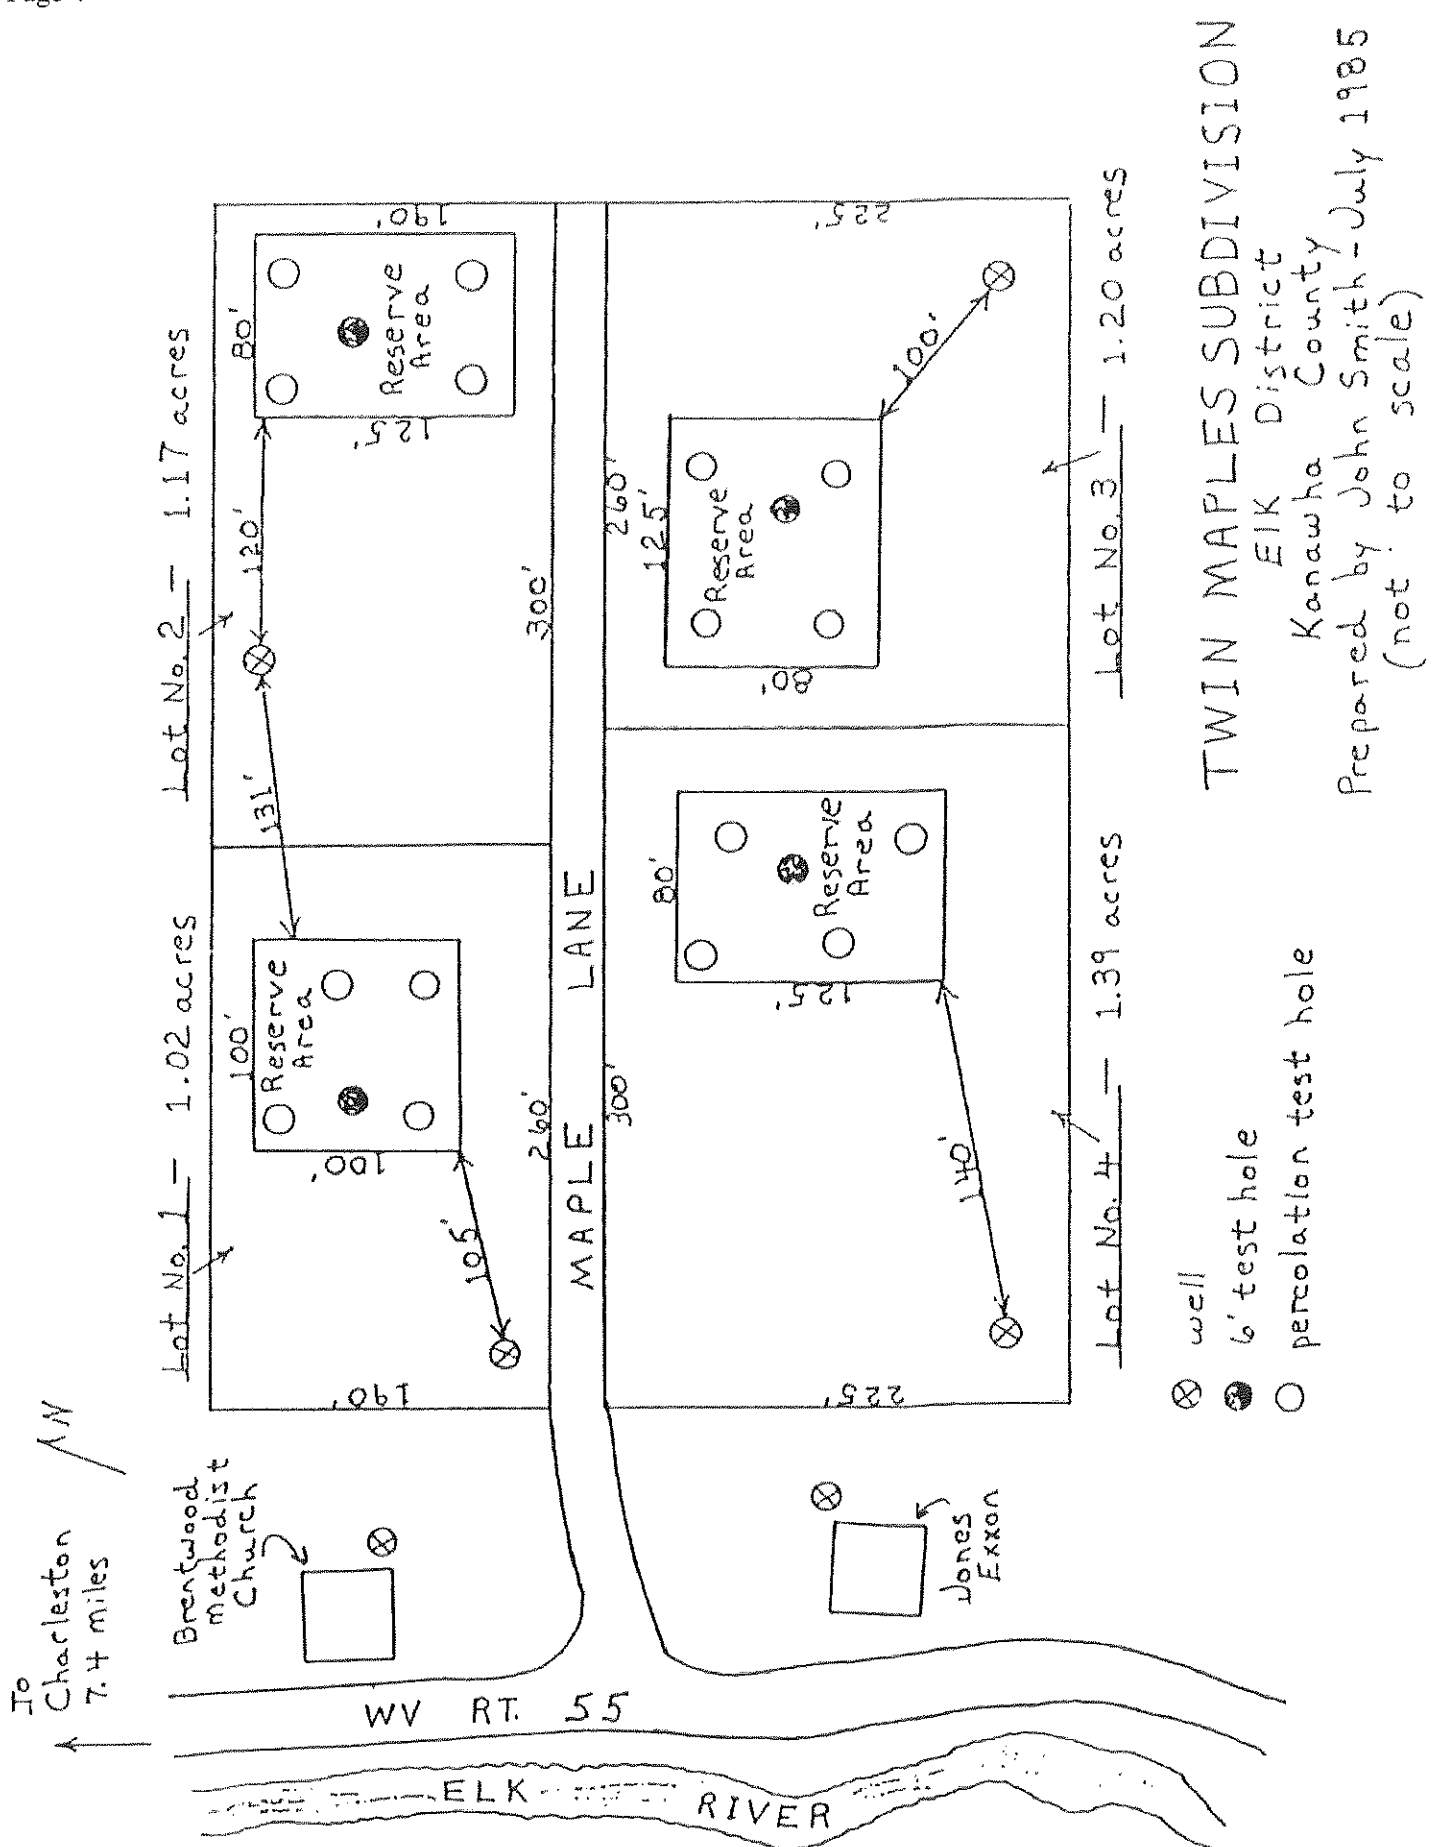 Page
To
Charleston
7.4 miles
N
Brentwood
Methodist
Church
Lot No. 1 — 1.02 acres
Lot No. 2 — 1.17 acres
190'
100'
100'
Reserve
Area
105'
260'
131'
120'
80'
125'
Reserve
Area
190'
300'
MAPLE LANE
300'
260'
225'
140'
125'
80'
Reserve
Area
80'
125'
Reserve
Area
100'
225'
Lot No. 4 — 1.39 acres
Lot No. 3 — 1.20 acres
Jones
Exxon
WV RT. 55
ELK RIVER
well
6' test hole
percolation test hole
TWIN MAPLES SUBDIVISION
Elk District
Kanawha County
Prepared by John Smith - July 1985
(not to scale)